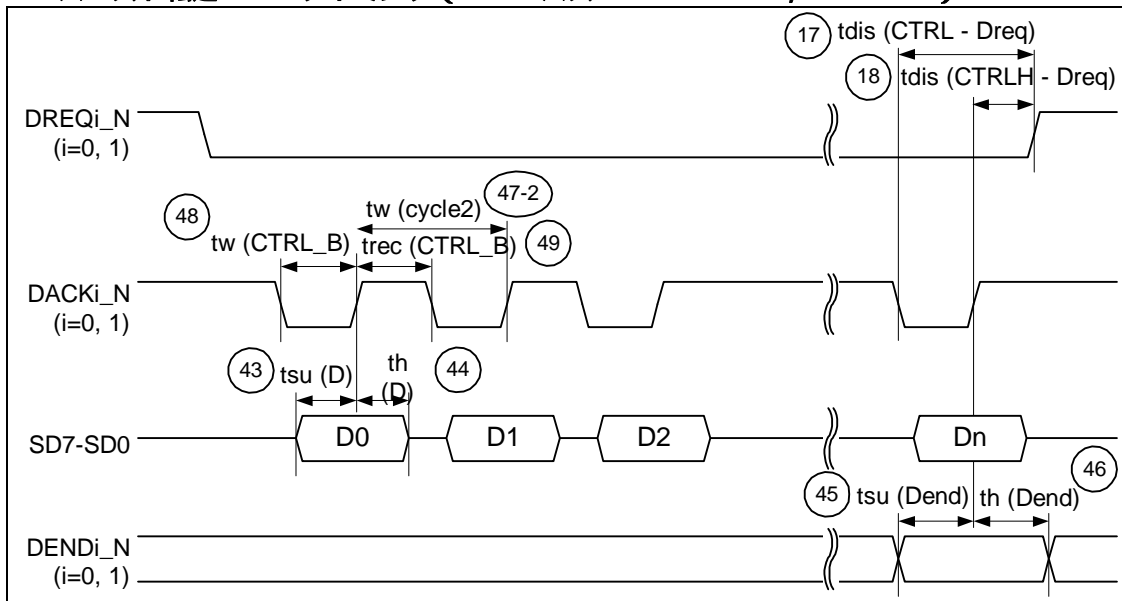 17 tdis (CTRL - Dreq)
18 tdis (CTRLH - Dreq)
DREQi_N
(i=0, 1)
47-2
48 tw (cycle2)
tw (CTRL_B) trec (CTRL_B) 49
DACKi_N
(i=0, 1)
43 tsu (D) th (D) 44
SD7-SD0 D0 D1 D2 Dn
46
45 tsu (Dend) th (Dend)
DENDi_N
(i=0, 1)